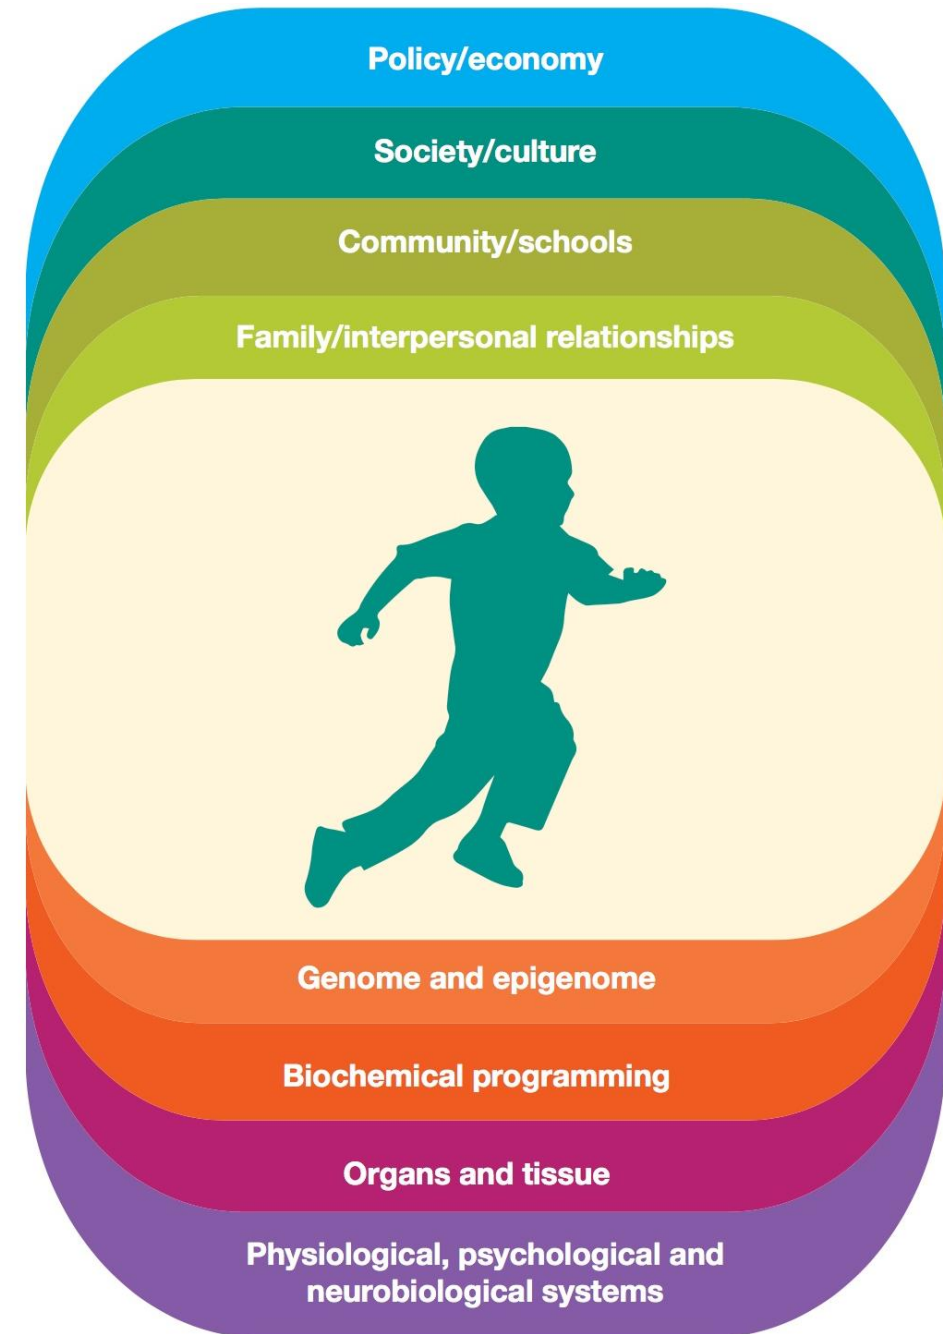 Policy/economy
Society/culture
Community/schools
Family/interpersonal relationships
Genome and epigenome
Biochemical programming
Organs and tissue
Physiological, psychological and
neurobiological systems